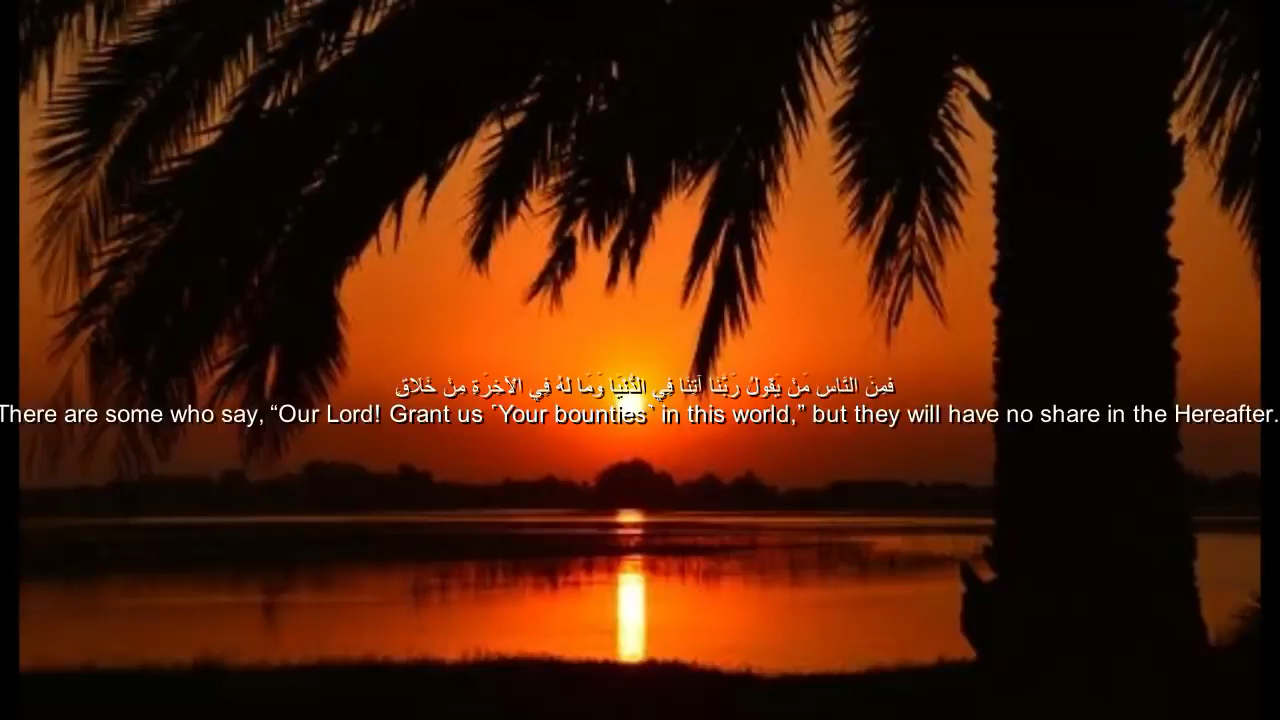 فَمِنَ النَّاسِ مَنْ يَقُولُ رَبَّنَا آتِنَا فِي الدُّنْيَا وَمَا لَهُ فِي الْآخِرَةِ مِنْ خَلَاقٍ
There are some who say, “Our Lord! Grant us ˹Your bounties˺ in this world,” but they will have no share in the Hereafter.